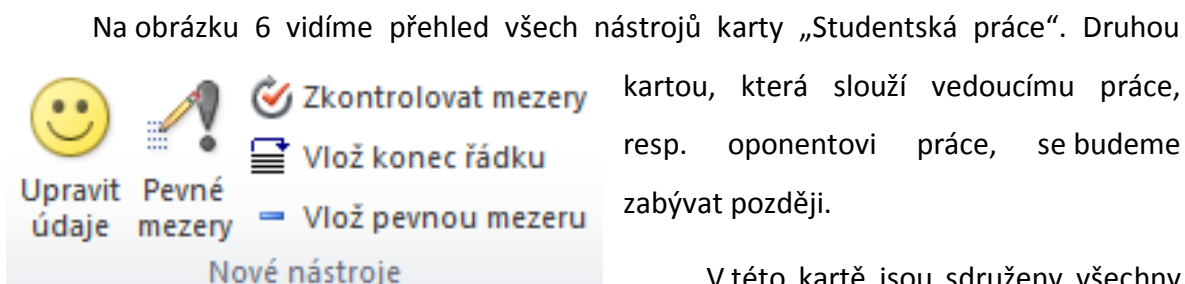 Na obrázku 6 vidíme přehled všech nástrojů karty „Studentská práce“. Druhou
kartou, která slouží vedoucímu práce,
resp. oponentovi práce, se budeme
zabývat později.
Upravit
údaje
Pevné
mezery
Zkontrolovat mezery
Vlož konec řádku
Vlož pevnou mezeru
Nové nástroje
V této kartě jsou sdruženy všechny